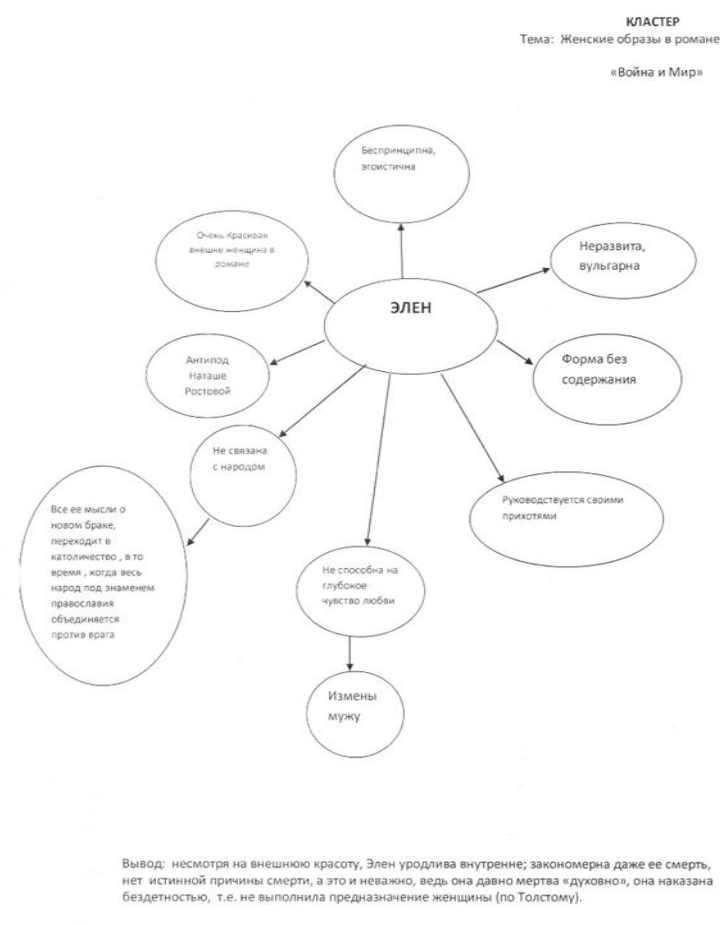 КЛАСТЕР
Тема: Женские образы в романе
«Война и Мир»
Беспринципна,
эгоистична
Очень Красивая
внешне женщина в
романе
Неразвита,
вульгарна
ЭЛЕН
Антипод
Наташе
Ростовой
Форма без
содержания
Не связана
с народом
Руководствуется своими
прихотями
Все ее мысли о
новом браке,
переходит в
католичество , в то
время , когда весь
народ под знаменем
православия
объединяется
против врага
Не способна на
глубокое
чувство любви
Измены
мужу
Вывод: несмотря на внешнюю красоту, Элен уродлива внутренне; закономерна даже ее смерть,
нет истинной причины смерти, а это и неважно, ведь она давно мертва «духовно», она наказана
бездетностью, т.е. не выполнила предназначение женщины (по Толстому).